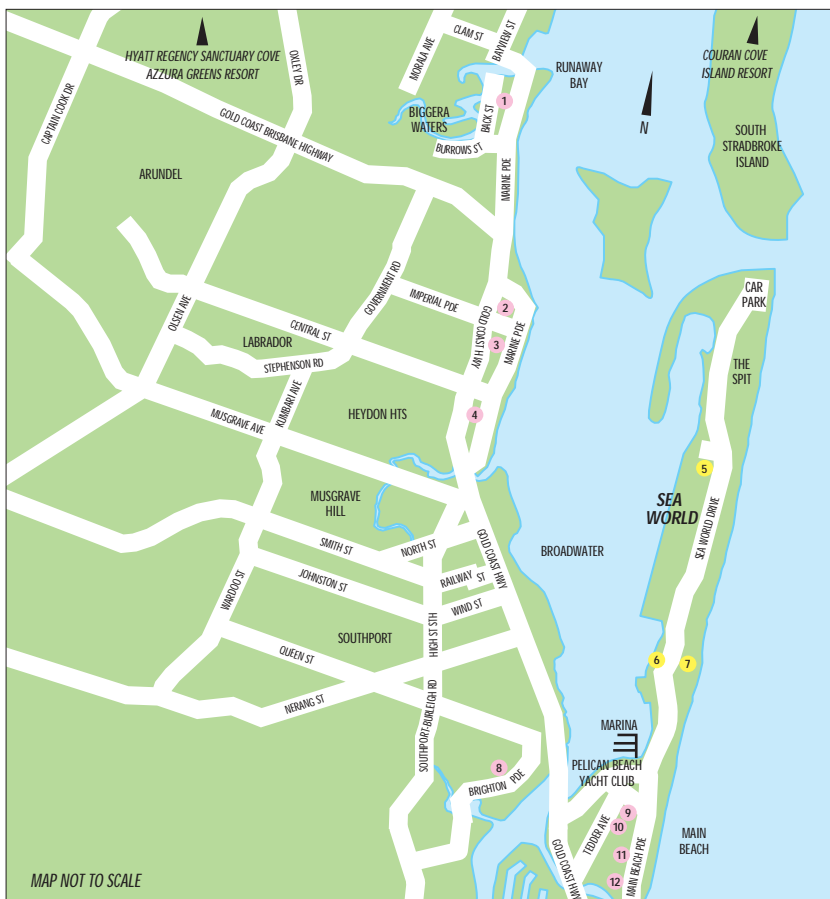 HYATT REGENCY SANCTUARY COVE
AZZURA GREENS RESORT
COURAN COVE
ISLAND RESORT
CLAM ST
BAYVIEW ST
MORALA AVE
OXLEY DR
CAPTAIN COOK DR
RUNAWAY
BAY
N
SOUTH
STRADBROKE
ISLAND
GOLD COAST BRISBANE HIGHWAY
BIGGERA
WATERS
BACK ST
1
BURROWS ST
MARINE PDE
ARUNDEL
GOVERNMENT RD
IMPERIAL PDE
2
CAR
PARK
OLSEN AVE
CENTRAL ST
GOLD COAST HWY
3
MARINE PDE
LABRADOR
STEPHENSON RD
THE
SPIT
KUMBARI AVE
MUSGRAVE AVE
HEYDON HTS
4
5
SEA
WORLD
SEA WORLD DRIVE
MUSGRAVE
HILL
SMITH ST
NORTH ST
GOLD COAST HWY
BROADWATER
JOHNSTON ST
RAILWAY ST
WARDOO ST
WIND ST
HIGH ST STH
SOUTHPORT
QUEEN ST
6
7
NERANG ST
SOUTHPORT-BURLEIGH RD
MARINA
8
PELICAN BEACH
YACHT CLUB
BRIGHTON PDE
9
10
TEDDER AVE
MAIN
BEACH
11
MAIN BEACH PDE
GOLD COAST HWY
12
MAP NOT TO SCALE